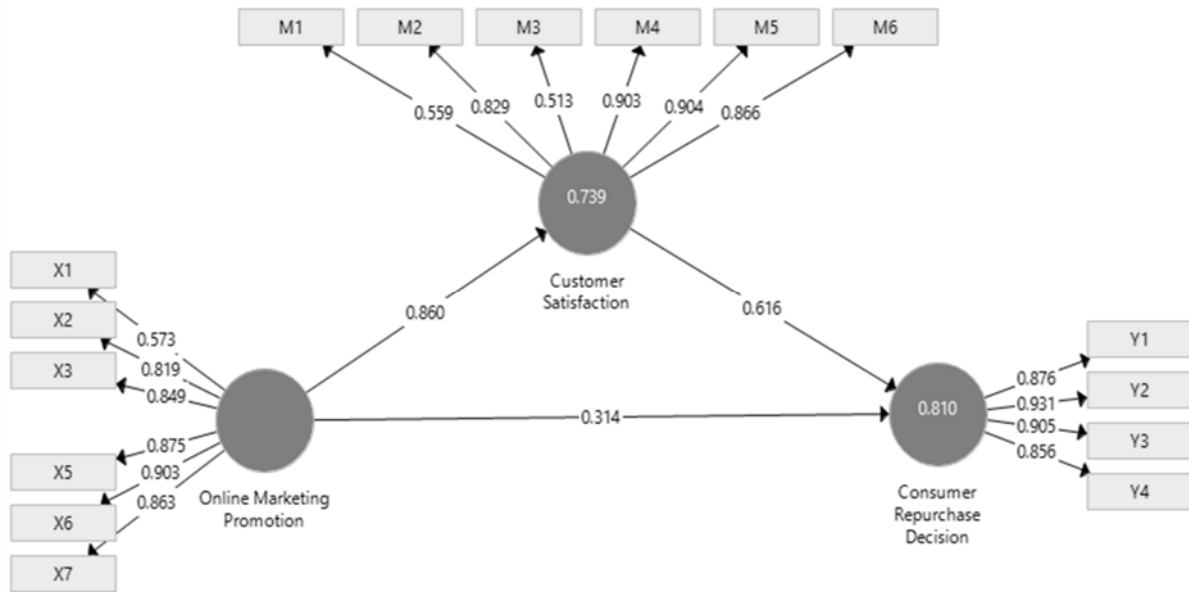 M1
M2
M3
M4
M5
M6
0.559
0.829
0.513
0.903
0.904
0.866
0.739
Customer
Satisfaction
X1
X2
X3
X5
X6
X7
0.573
0.819
0.849
0.875
0.903
0.863
Online Marketing
Promotion
0.860
0.616
0.314
0.810
Consumer
Repurchase
Decision
0.876
0.931
0.905
0.856
Y1
Y2
Y3
Y4